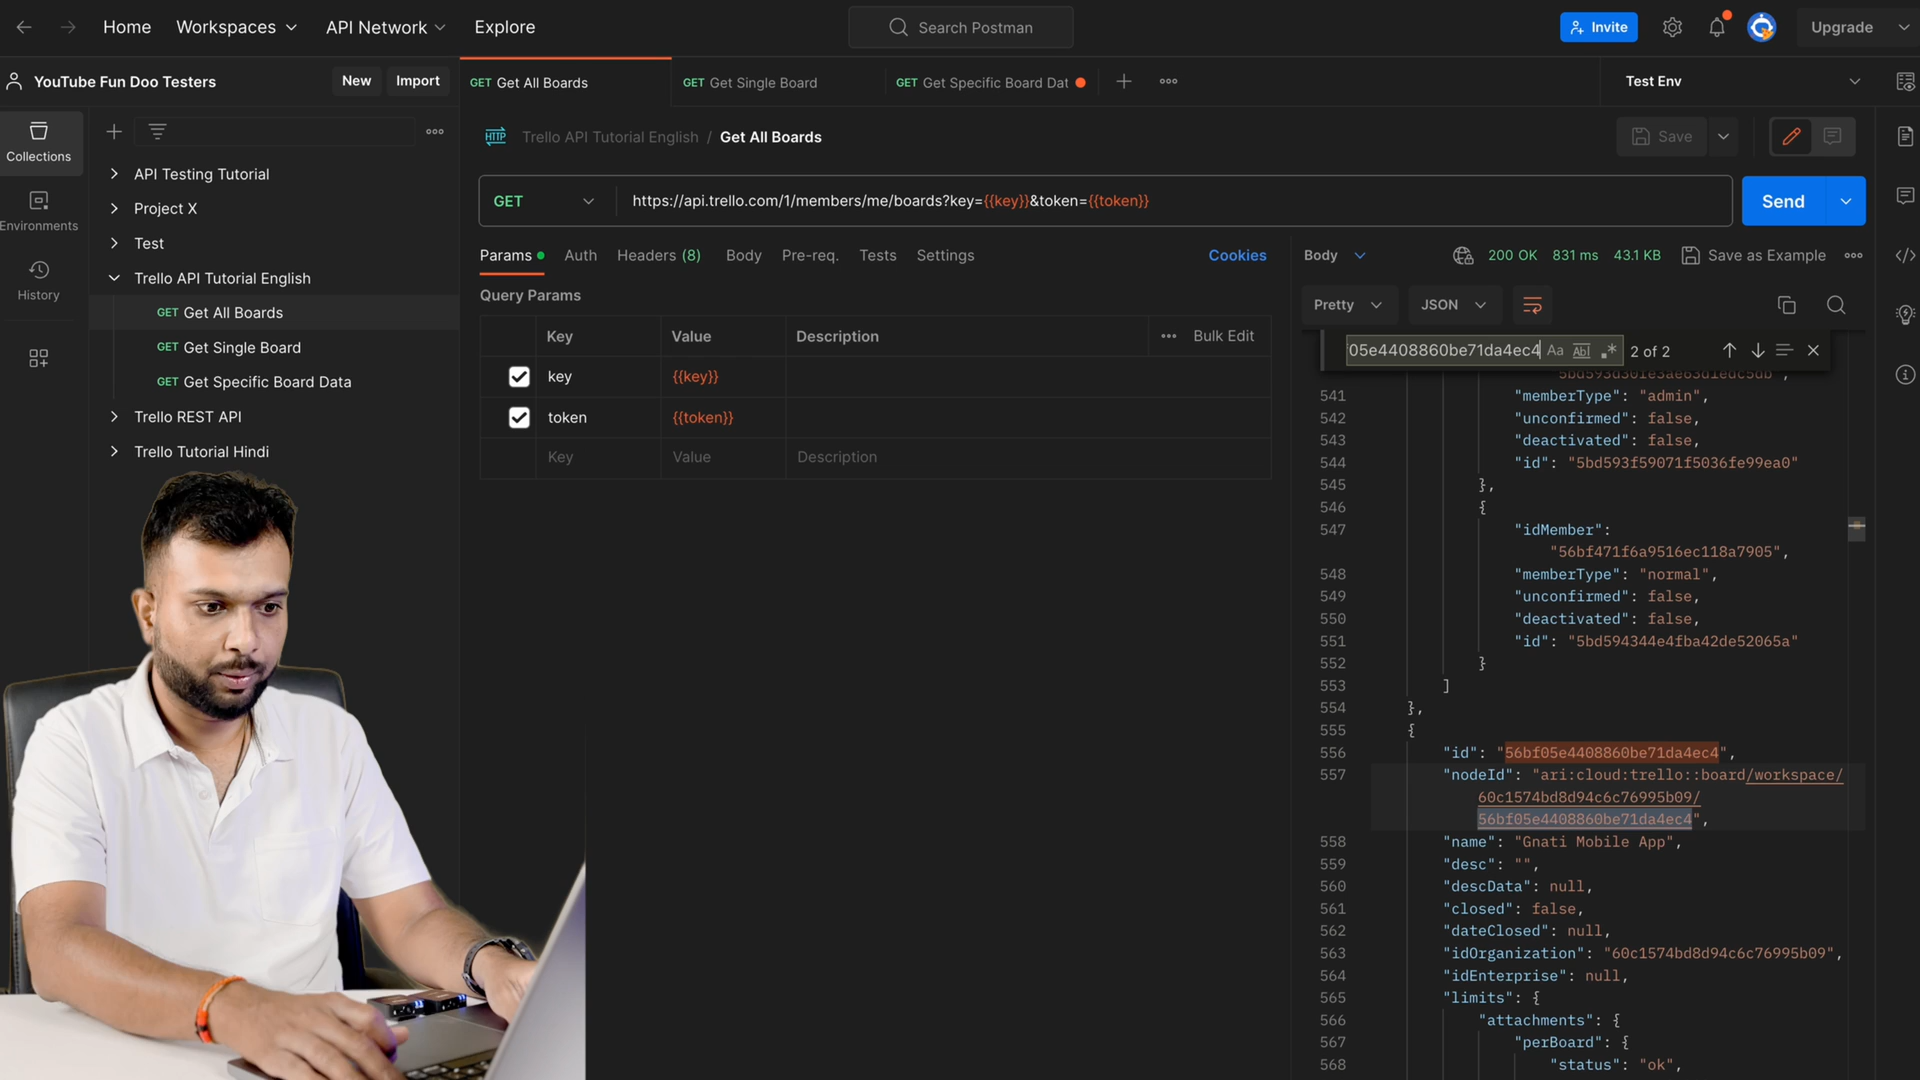 Home
Workspaces
API Network
Explore
Search Postman
Invite
Upgrade
YouTube Fun Doo Testers
New
Import
GET Get All Boards
GET Get Single Board
GET Get Specific Board Dat
Test Env
Collections
Environments
History
API Testing Tutorial
Project X
Test
Trello API Tutorial English
GET Get All Boards
GET Get Single Board
GET Get Specific Board Data
Trello REST API
Trello Tutorial Hindi
HTTP Trello API Tutorial English / Get All Boards
Save
GET
https://api.trello.com/1/members/me/boards?key={{key}}&token={{token}}
Send
Params
Auth
Headers (8)
Body
Pre-req.
Tests
Settings
Cookies
Query Params
Key Value Description Bulk Edit
key {{key}}
token {{token}}
Key Value Description
Body
200 OK 831 ms 43.1 KB Save as Example
Pretty JSON
05e4408860be71da4ec4 Aa Abl 2 of 2
5bd593d301e3ae63d1edc5db",
541 "memberType": "admin",
542 "unconfirmed": false,
543 "deactivated": false,
544 "id": "5bd593f59071f5036fe99ea0"
545 },
546 {
547 "idMember":
"56bf471f6a9516ec118a7905",
548 "memberType": "normal",
549 "unconfirmed": false,
550 "deactivated": false,
551 "id": "5bd594344e4fba42de52065a"
552 }
553 ]
554 },
555 {
556 "id": "56bf05e4408860be71da4ec4",
557 "nodeId": "ari:cloud:trello::board/workspace/
60c1574bd8d94c6c76995b09/
56bf05e4408860be71da4ec4",
558 "name": "Gnati Mobile App",
559 "desc": "",
560 "descData": null,
561 "closed": false,
562 "dateClosed": null,
563 "idOrganization": "60c1574bd8d94c6c76995b09",
564 "idEnterprise": null,
565 "limits": {
566 "attachments": {
567 "perBoard": {
568 "status": "ok",